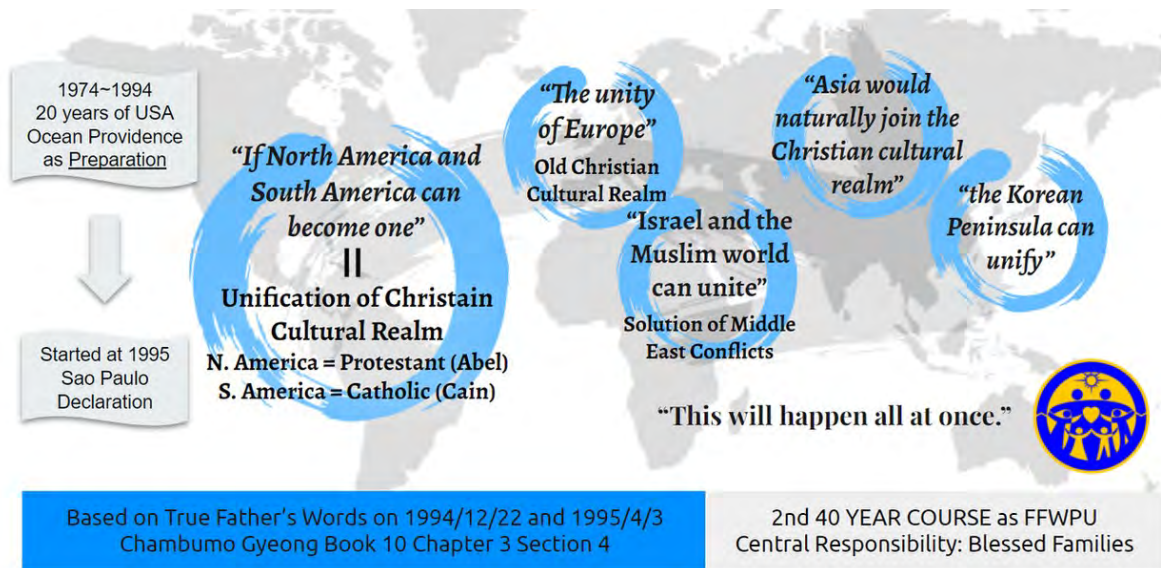 1974~1994
20 years of USA
Ocean Providence
as Preparation
Started at 1995
Sao Paulo
Declaration
“If North America and
South America can
become one”
=
Unification of Christain
Cultural Realm
N. America = Protestant (Abel)
S. America = Catholic (Cain)
“The unity
of Europe”
Old Christian
Cultural Realm
“Israel and the
Muslim world
can unite”
Solution of Middle
East Conflicts
“Asia would
naturally join the
Christian cultural
realm”
“the Korean
Peninsula can
unify”
“This will happen all at once.”
Based on True Father’s Words on 1994/12/22 and 1995/4/3
Chambumo Gyeong Book 10 Chapter 3 Section 4
2nd 40 YEAR COURSE as FFWPU
Central Responsibility: Blessed Families